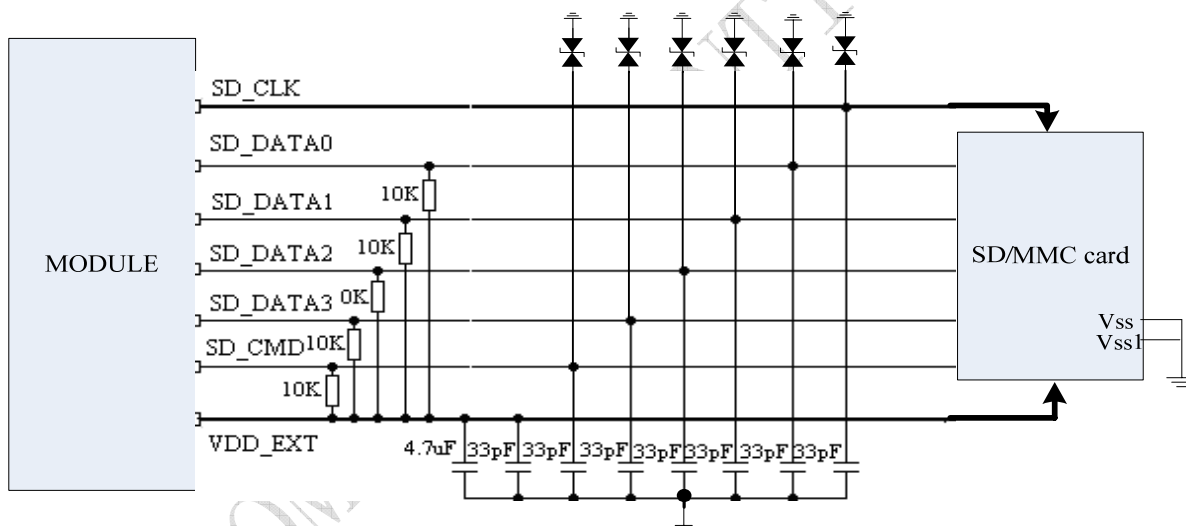 SD_CLK
SD_DATA0
10K
SD_DATA1
10K
SD_DATA2
0K
SD_DATA3
10K
SD_CMD
10K
VDD_EXT
MODULE
SD/MMC card
Vss
Vss1
4.7uF 33pF 33pF 33pF 33pF 33pF 33pF 33pF